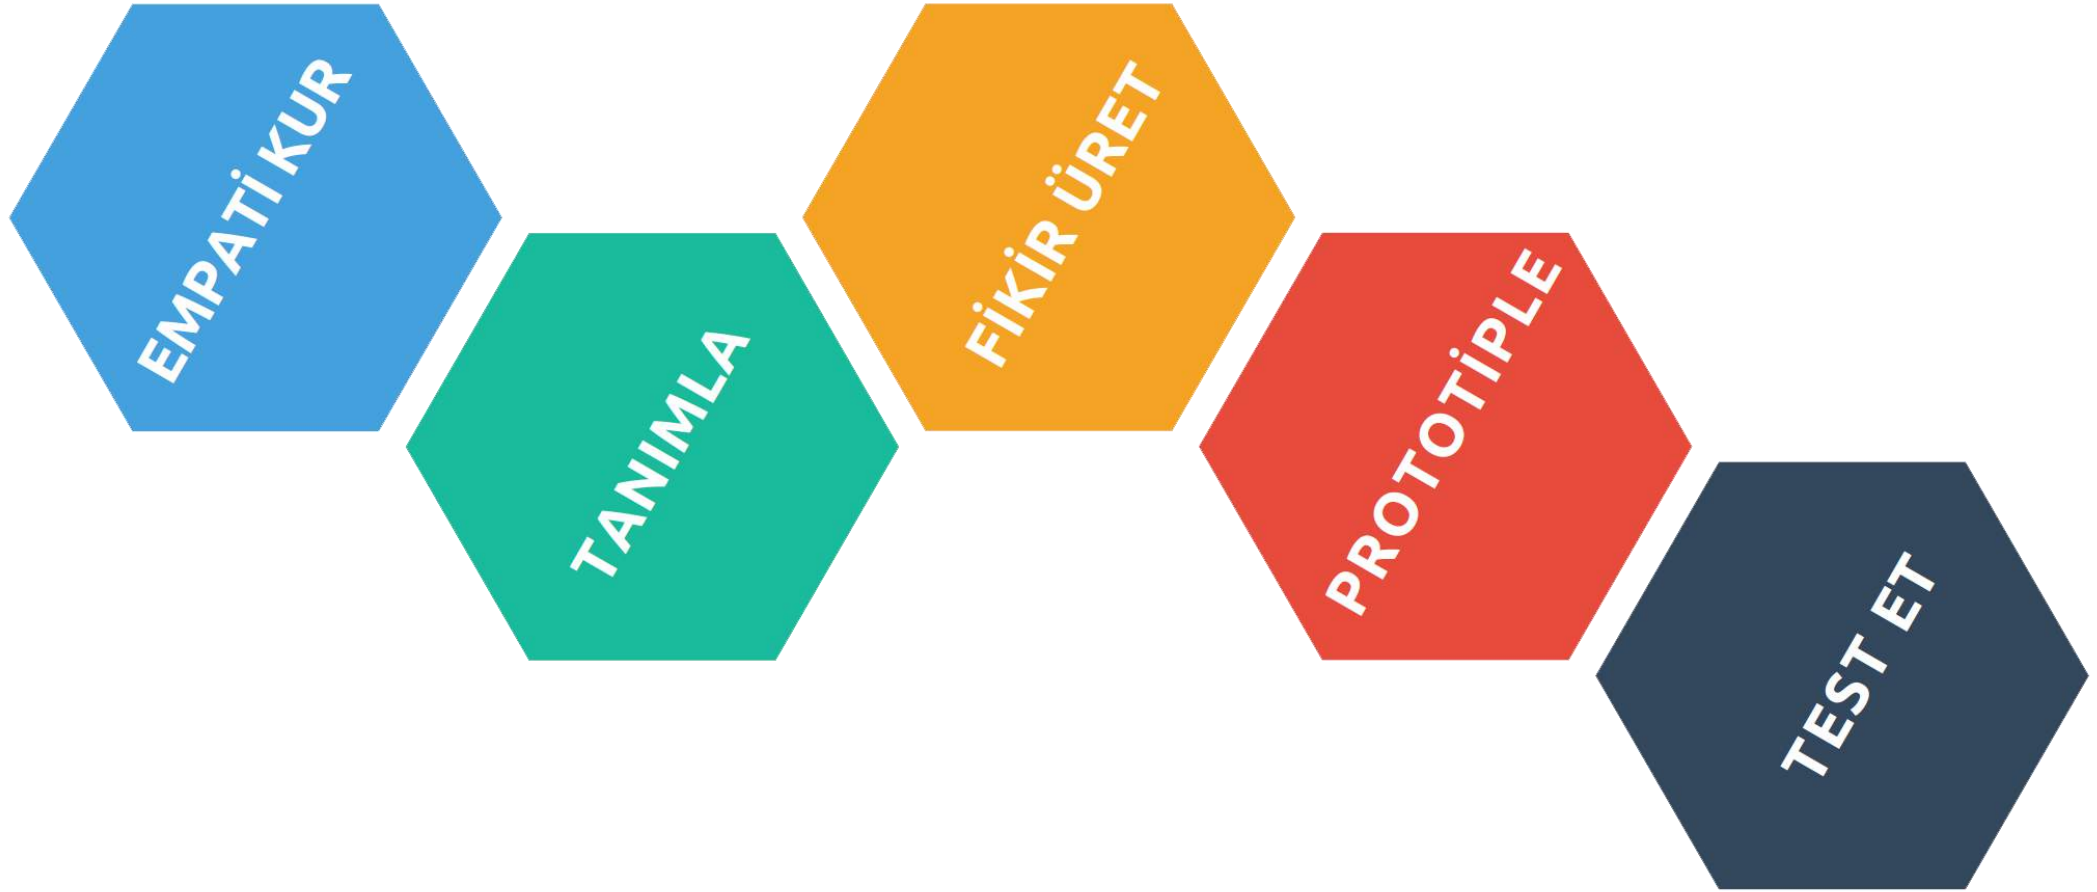 EMPATİ KUR
TANIMLA
FİKİR ÜRET
PROTOTİPLE
TEST ET